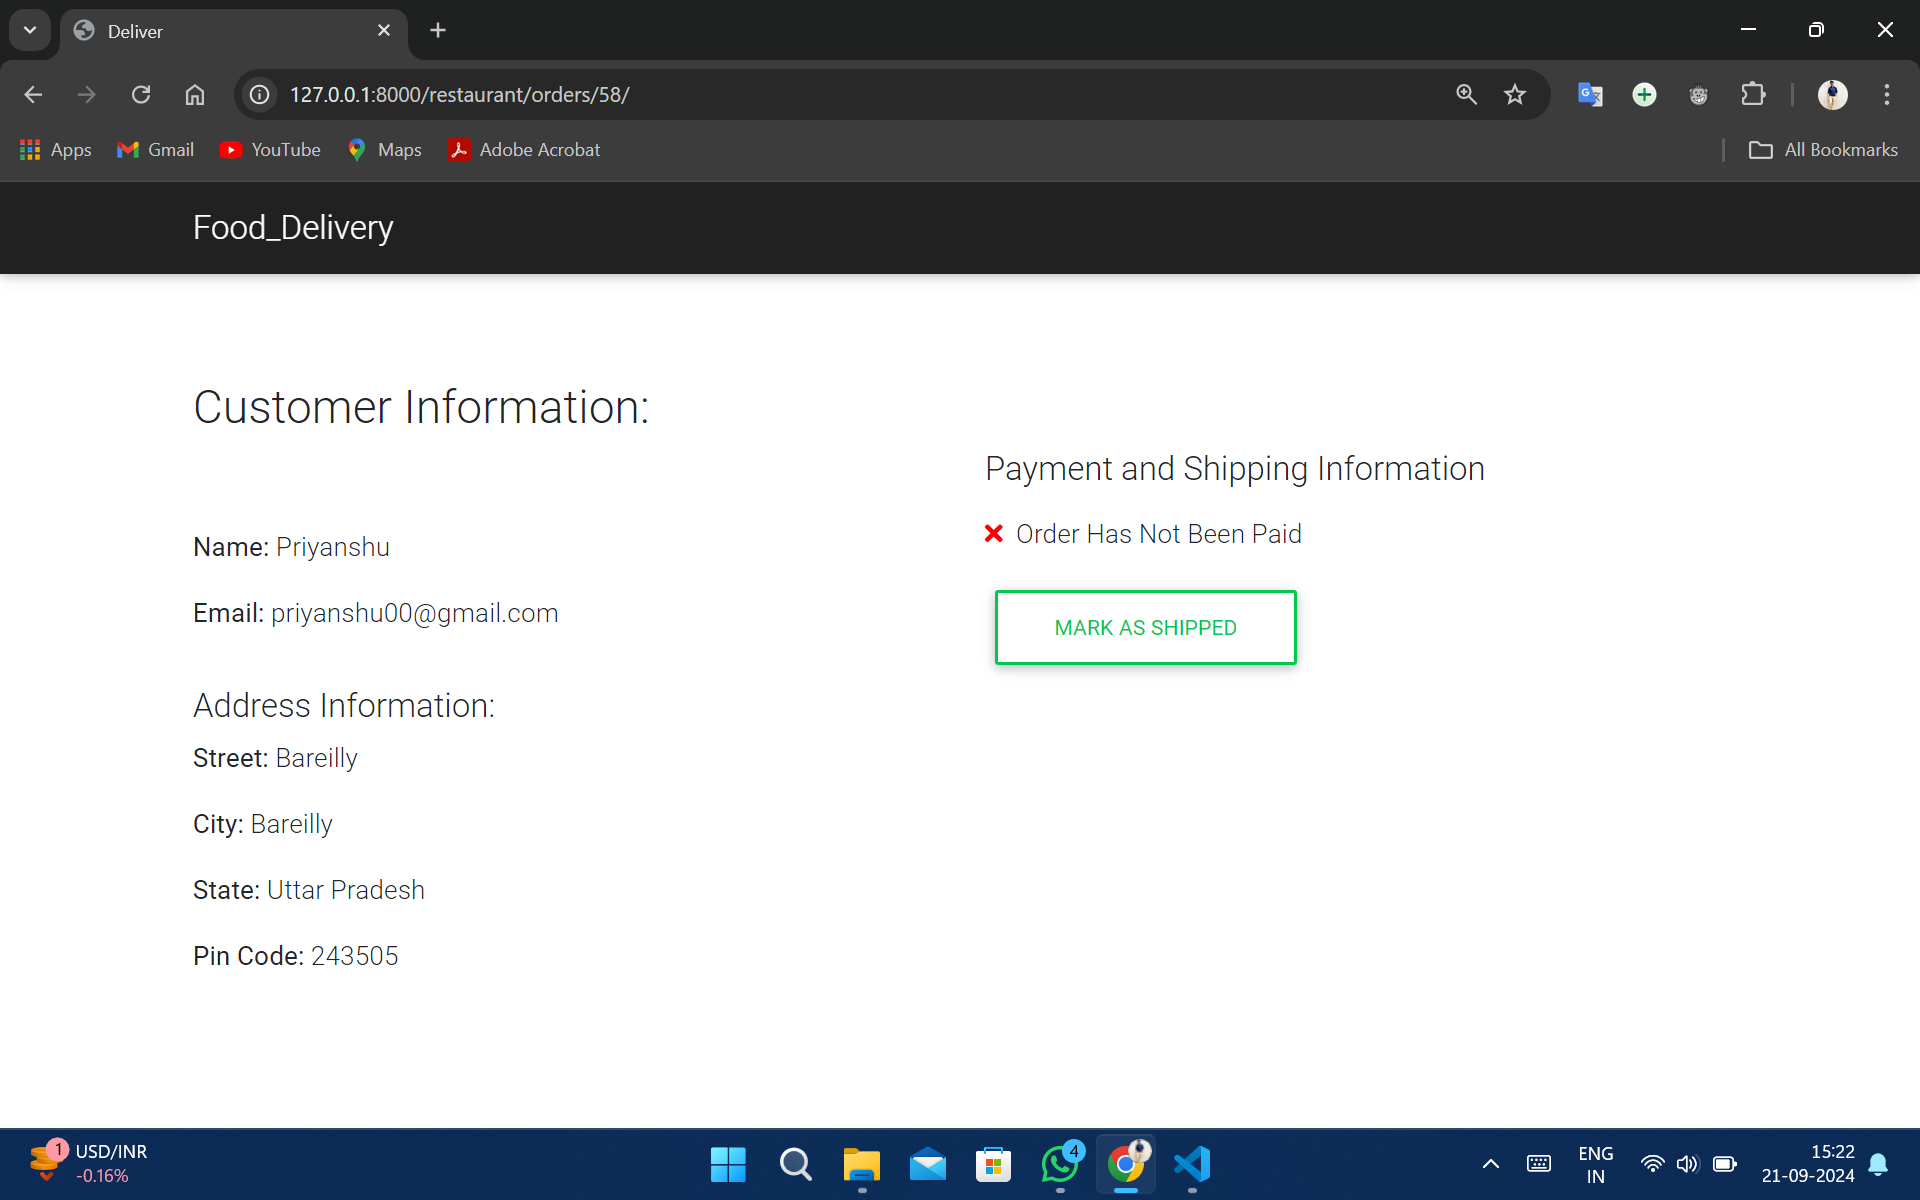 Deliver
127.0.0.1:8000/restaurant/orders/58/
Apps Gmail YouTube Maps Adobe Acrobat All Bookmarks
Food_Delivery
Customer Information:
Payment and Shipping Information
Order Has Not Been Paid
MARK AS SHIPPED
Name: Priyanshu
Email: priyanshu00@gmail.com
Address Information:
Street: Bareilly
City: Bareilly
State: Uttar Pradesh
Pin Code: 243505
1 USD/INR
-0.16%
4
ENG
IN
15:22
21-09-2024